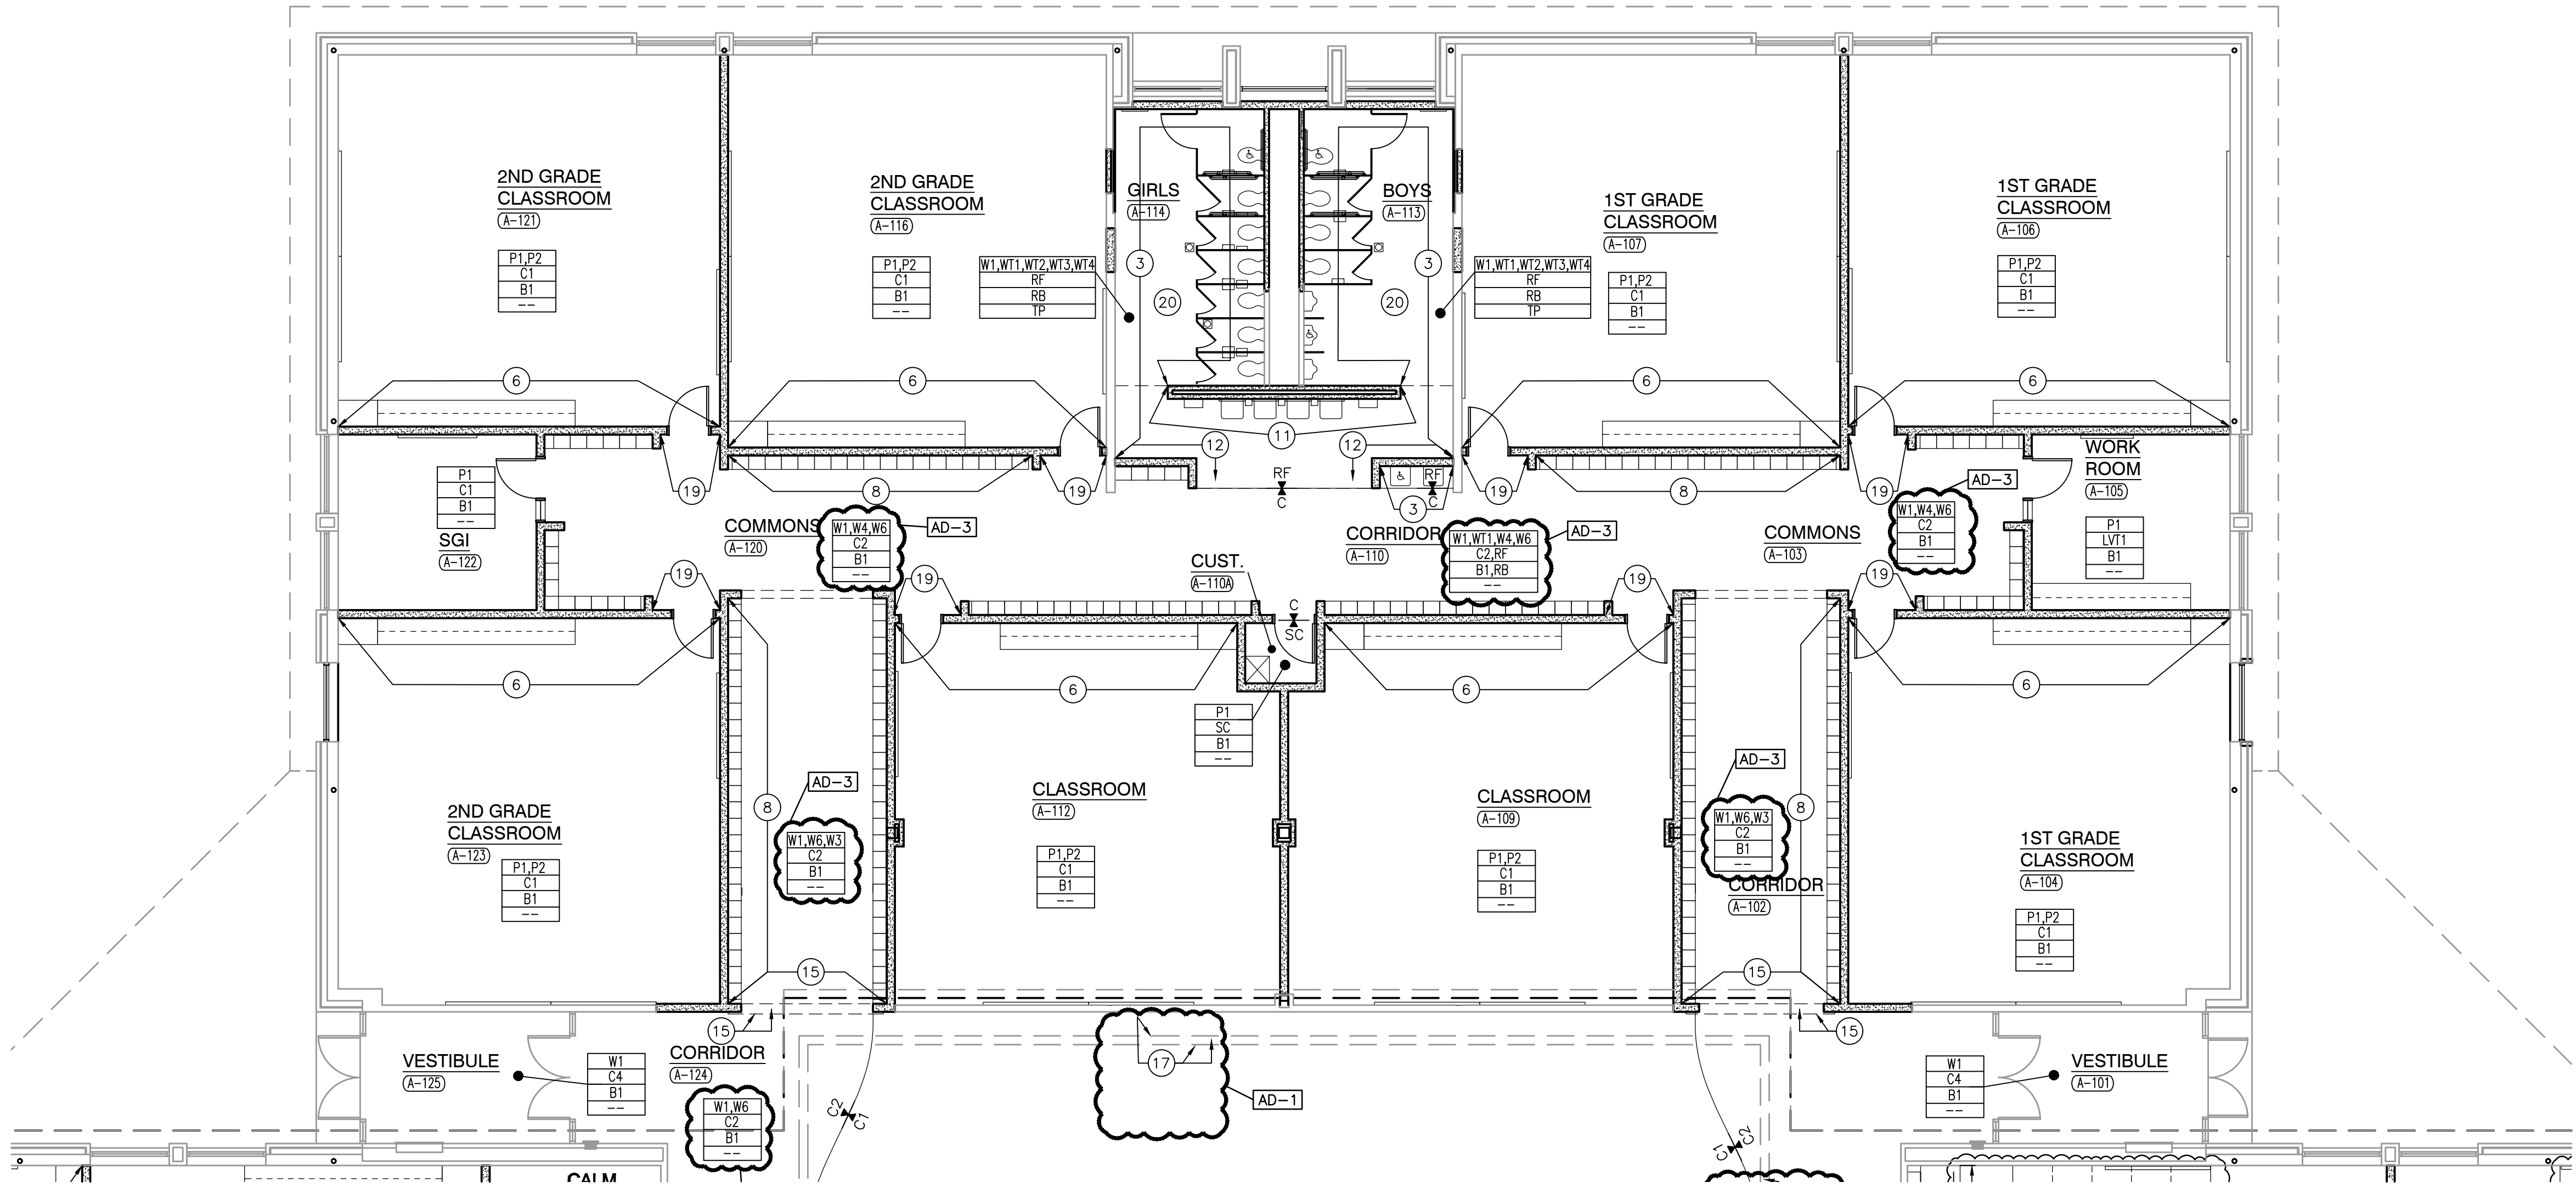 2ND GRADE
CLASSROOM
A-121
P1,P2
C1
B1
--
2ND GRADE
CLASSROOM
A-116
P1,P2
C1
B1
--
W1,WT1,WT2,WT3,WT4
RF
RB
TP
GIRLS
A-114
3
20
BOYS
A-113
3
20
W1,WT1,WT2,WT3,WT4
RF
RB
TP
1ST GRADE
CLASSROOM
A-107
P1,P2
C1
B1
--
1ST GRADE
CLASSROOM
A-106
P1,P2
C1
B1
--
6
6
6
6
11
12
12
RF
C
RF
C
3
P1
C1
B1
--
SGI
A-122
19
8
19
19
8
19
COMMONS
A-120
W1,W4,W6
C2
B1
--
AD-3
CORRIDOR
A-110
W1,WT1,W4,W6
C2,RF
B1,RB
--
AD-3
COMMONS
A-103
W1,W4,W6
C2
B1
--
AD-3
WORK
ROOM
A-105
P1
LVT1
B1
--
19
19
19
19
CUST.
A-110A
C
SC
P1
SC
B1
--
6
6
6
6
2ND GRADE
CLASSROOM
A-123
P1,P2
C1
B1
--
8
AD-3
W1,W6,W3
C2
B1
--
CLASSROOM
A-112
P1,P2
C1
B1
--
CLASSROOM
A-109
P1,P2
C1
B1
--
AD-3
W1,W6,W3
C2
B1
--
8
CORRIDOR
A-102
1ST GRADE
CLASSROOM
A-104
P1,P2
C1
B1
--
15
15
15
15
VESTIBULE
A-125
W1
C4
B1
--
CORRIDOR
A-124
W1,W6
C2
B1
--
C2
C1
17
AD-1
C1
C2
W1
C4
B1
--
VESTIBULE
A-101
CALM